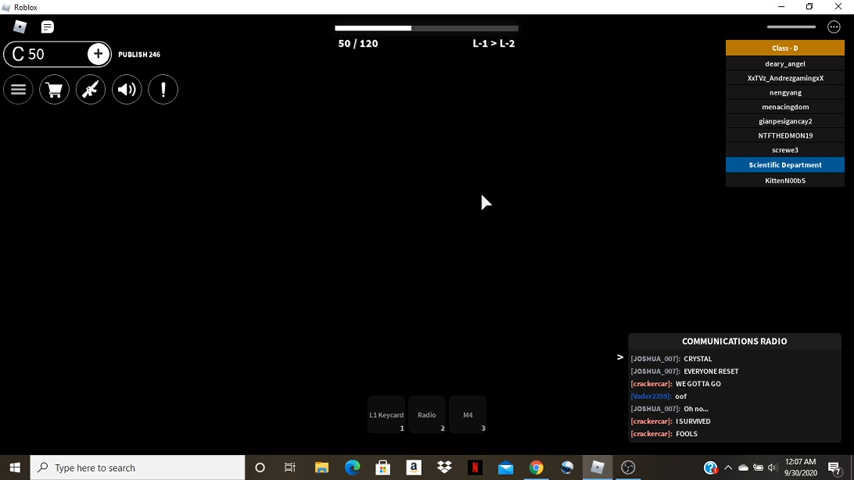 Roblox
C 50
+
PUBLISH 246
50 / 120
L-1 > L-2
Class - D
deary_angel
XxTVz_AndrezgamingxX
nengyang
menacingdom
gianpesigancay2
NTFTHEDMON19
screwe3
Scientific Department
KittenN00bS
COMMUNICATIONS RADIO
>
[JOSHUA_007]: CRYSTAL
[JOSHUA_007]: EVERYONE RESET
[crackercar]: WE GOTTA GO
[Vader2359]: oof
[JOSHUA_007]: Oh no...
[crackercar]: I SURVIVED
[crackercar]: FOOLS
L1 Keycard
1
Radio
2
M4
3
Type here to search
12:07 AM
9/30/2020
7